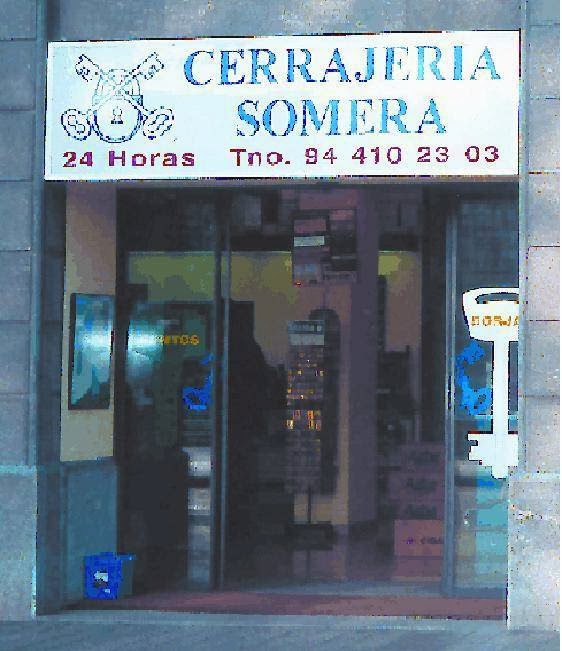 CERRAJERIA
SOMERA
24 Horas Tno. 94 410 23 03